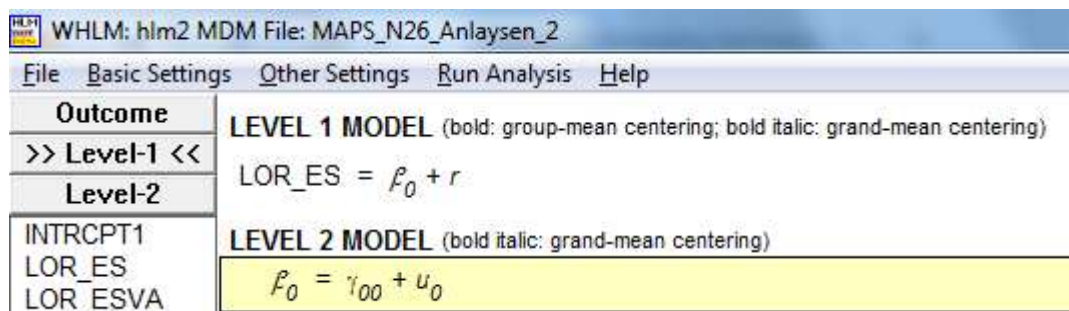 WHLM: hlm2 MDM File: MAPS_N26_Anlaysen_2
File Basic Settings Other Settings Run Analysis Help
Outcome
>> Level-1 <<
Level-2
INTRCPT1
LOR_ES
LOR_ESVA
LEVEL 1 MODEL (bold: group-mean centering; bold italic: grand-mean centering)
LOR_ES = β₀ + r
LEVEL 2 MODEL (bold italic: grand-mean centering)
β₀ = γ₀₀ + u₀